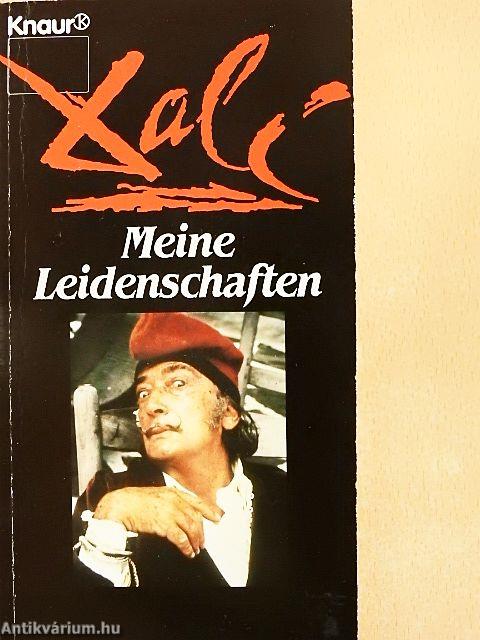 Knaur K
Dalí
Meine
Leidenschaften
Antikvárium.hu